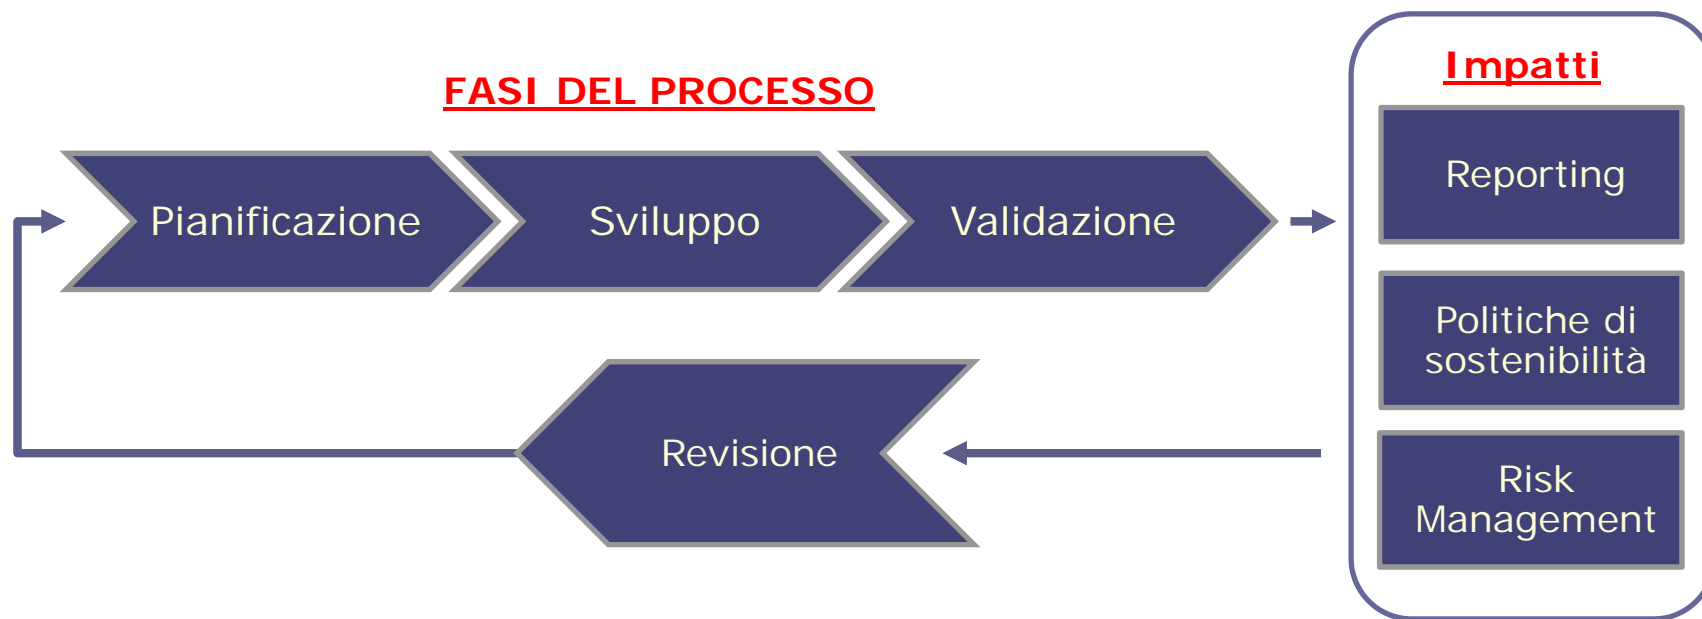 FASI DEL PROCESSO
Pianificazione
Sviluppo
Validazione
Revisione
Impatti
Reporting
Politiche di
sostenibilità
Risk
Management